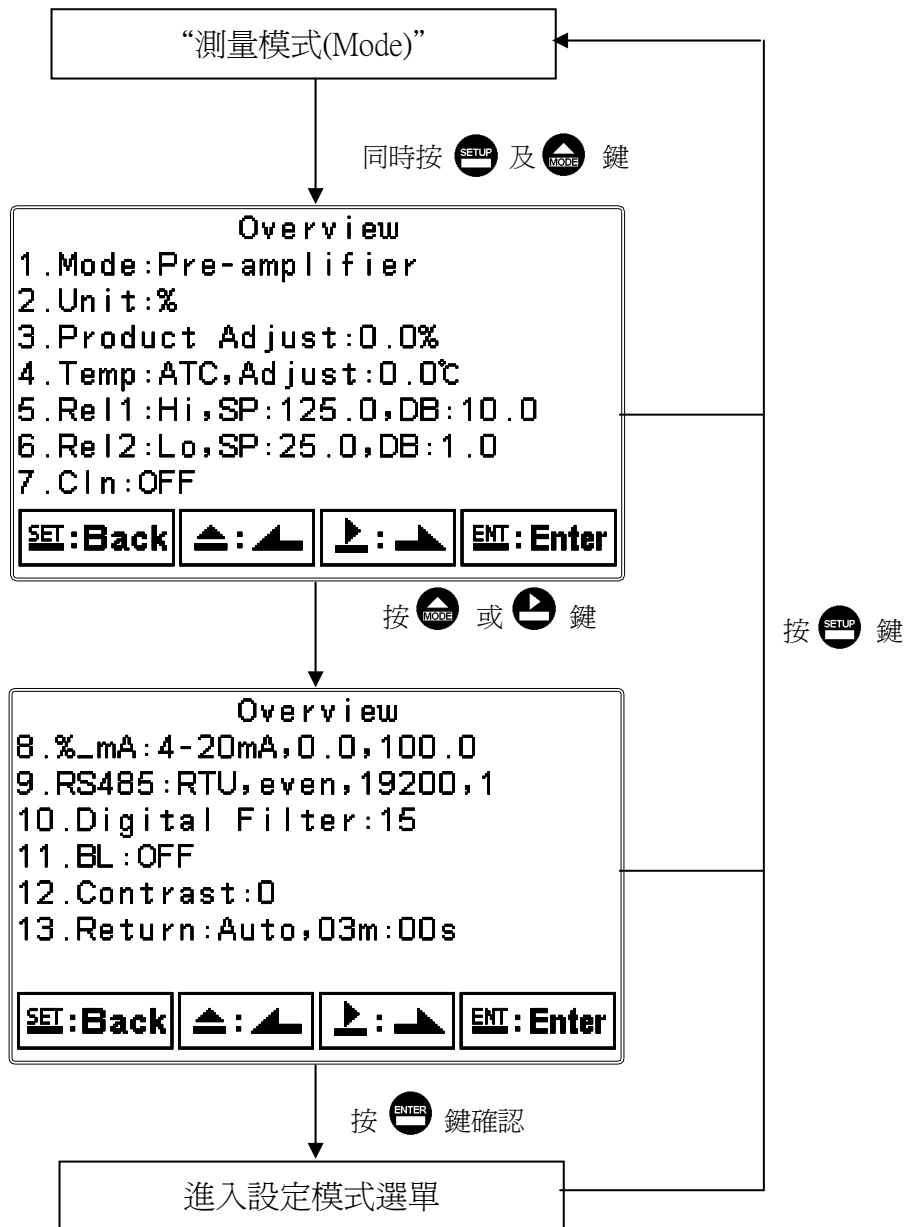 “測量模式(Mode)”
同時按 SETUP 及 MODE 鍵
Overview
1.Mode:Pre-amplifier
2.Unit:%
3.Product Adjust:0.0%
4.Temp:ATC,Adjust:0.0℃
5.Rel1:Hi,SP:125.0,DB:10.0
6.Rel2:Lo,SP:25.0,DB:1.0
7.Cln:OFF
SET:Back ENT:Enter
按 MODE 或 鍵
按 SETUP 鍵
Overview
8.%_mA:4-20mA,0.0,100.0
9.RS485:RTU,even,19200,1
10.Digital Filter:15
11.BL:OFF
12.Contrast:0
13.Return:Auto,03m:00s
SET:Back ENT:Enter
按 ENTER 鍵確認
進入設定模式選單